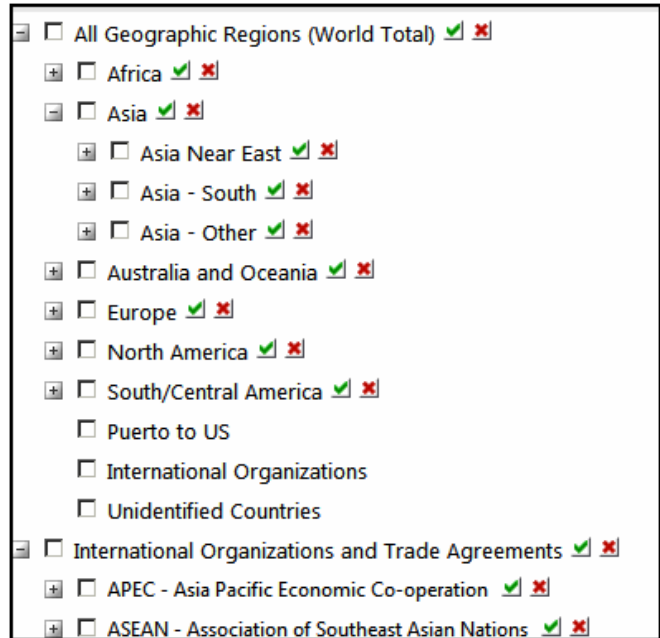 All Geographic Regions (World Total)
Africa
Asia
Asia Near East
Asia - South
Asia - Other
Australia and Oceania
Europe
North America
South/Central America
Puerto to US
International Organizations
Unidentified Countries
International Organizations and Trade Agreements
APEC - Asia Pacific Economic Co-operation
ASEAN - Association of Southeast Asian Nations